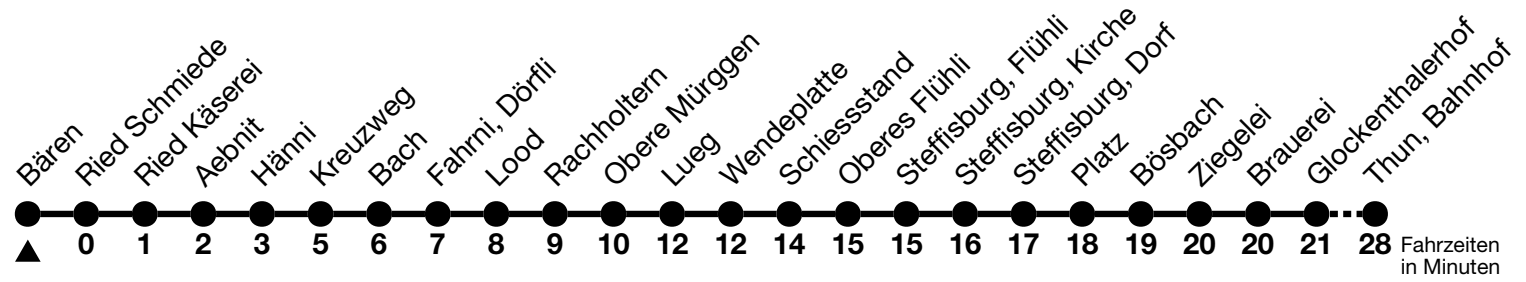 Bären
Ried Schmiede
Ried Käserei
Aebnit
Hänni
Kreuzweg
Bach
Fahrni, Dörfli
Lood
Rachholtern
Obere Mürggen
Lueg
Wendeplatte
Schiessstand
Oberes Flühli
Steffisburg, Flühli
Steffisburg, Kirche
Steffisburg, Dorf
Platz
Bösbach
Ziegelei
Brauerei
Glockenthalerhof
Thun, Bahnhof
0 1 2 3 5 6 7 8 9 10 12 12 14 15 15 16 17 18 19 20 20 21 28
Fahrzeiten
in Minuten